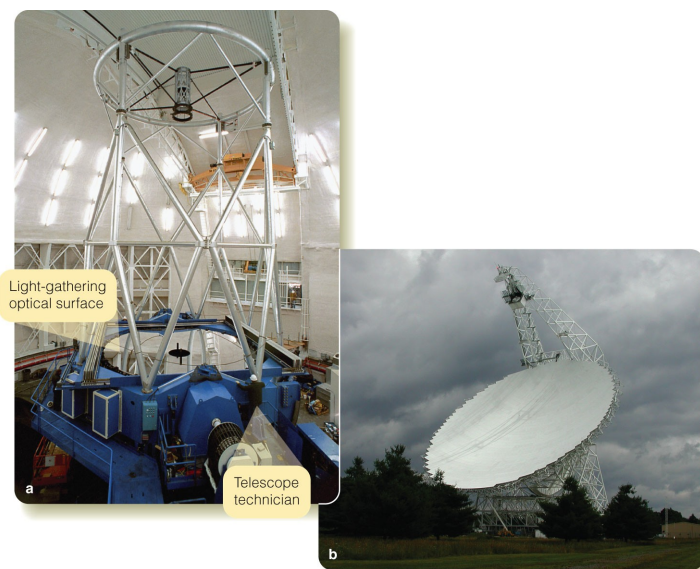 Light-gathering
optical surface
Telescope
technician
a
b